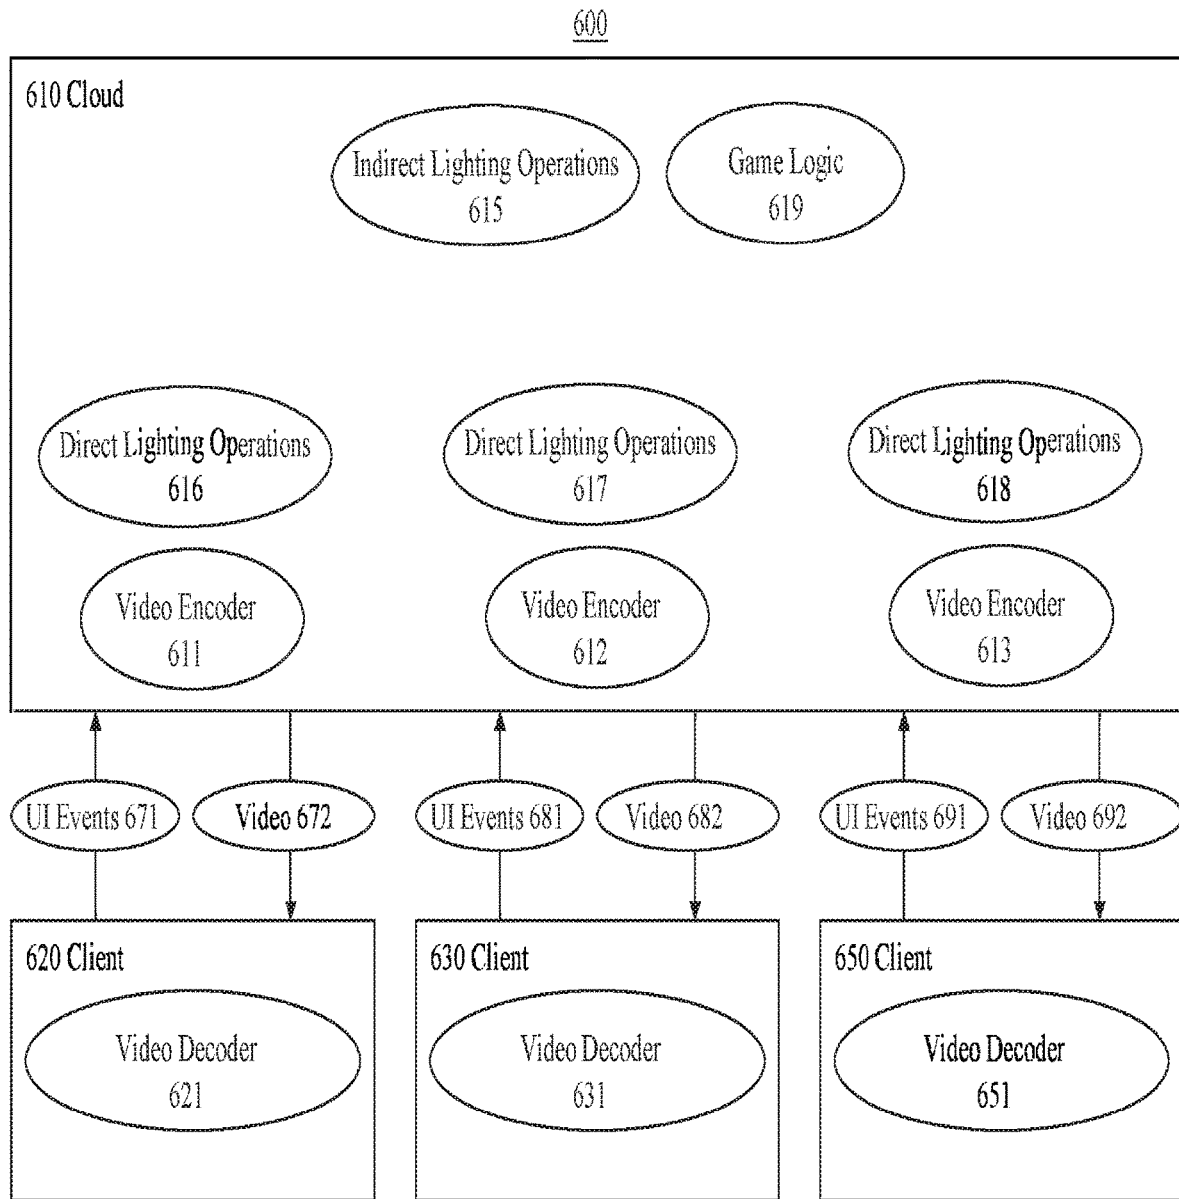 600
610 Cloud
Indirect Lighting Operations
615
Game Logic
619
Direct Lighting Operations
616
Direct Lighting Operations
617
Direct Lighting Operations
618
Video Encoder
611
Video Encoder
612
Video Encoder
613
UI Events 671
Video 672
UI Events 681
Video 682
UI Events 691
Video 692
620 Client
Video Decoder
621
630 Client
Video Decoder
631
650 Client
Video Decoder
651